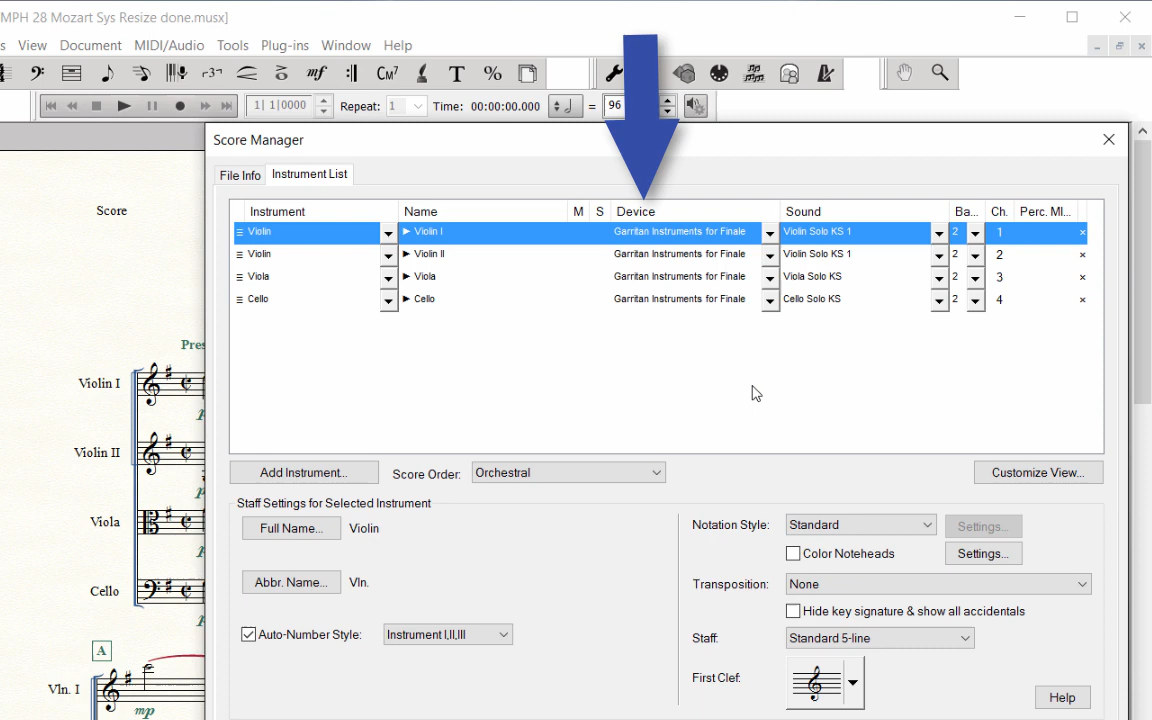 MPH 28 Mozart Sys Resize done.musx]
s View Document MIDI/Audio Tools Plug-ins Window Help
mf CM7 T %
1| 1|0000 Repeat: 1 Time: 00:00:00.000 = 96
Score Manager
File Info Instrument List
Instrument Name M S Device Sound Ba... Ch. Perc. MI...
Violin Violin I Garritan Instruments for Finale Violin Solo KS 1 2 1
Violin Violin II Garritan Instruments for Finale Violin Solo KS 1 2 2
Viola Viola Garritan Instruments for Finale Viola Solo KS 2 3
Cello Cello Garritan Instruments for Finale Cello Solo KS 2 4
Add Instrument... Score Order: Orchestral Customize View...
Staff Settings for Selected Instrument
Full Name... Violin
Abbr. Name... Vln.
Auto-Number Style: Instrument I,II,III
Notation Style: Standard Settings...
Color Noteheads Settings...
Transposition: None
Hide key signature & show all accidentals
Staff: Standard 5-line
First Clef:
Help
Score
Pres
Violin I
p
Violin II
p
Viola
p
Cello
p
A
Vln. I
mp